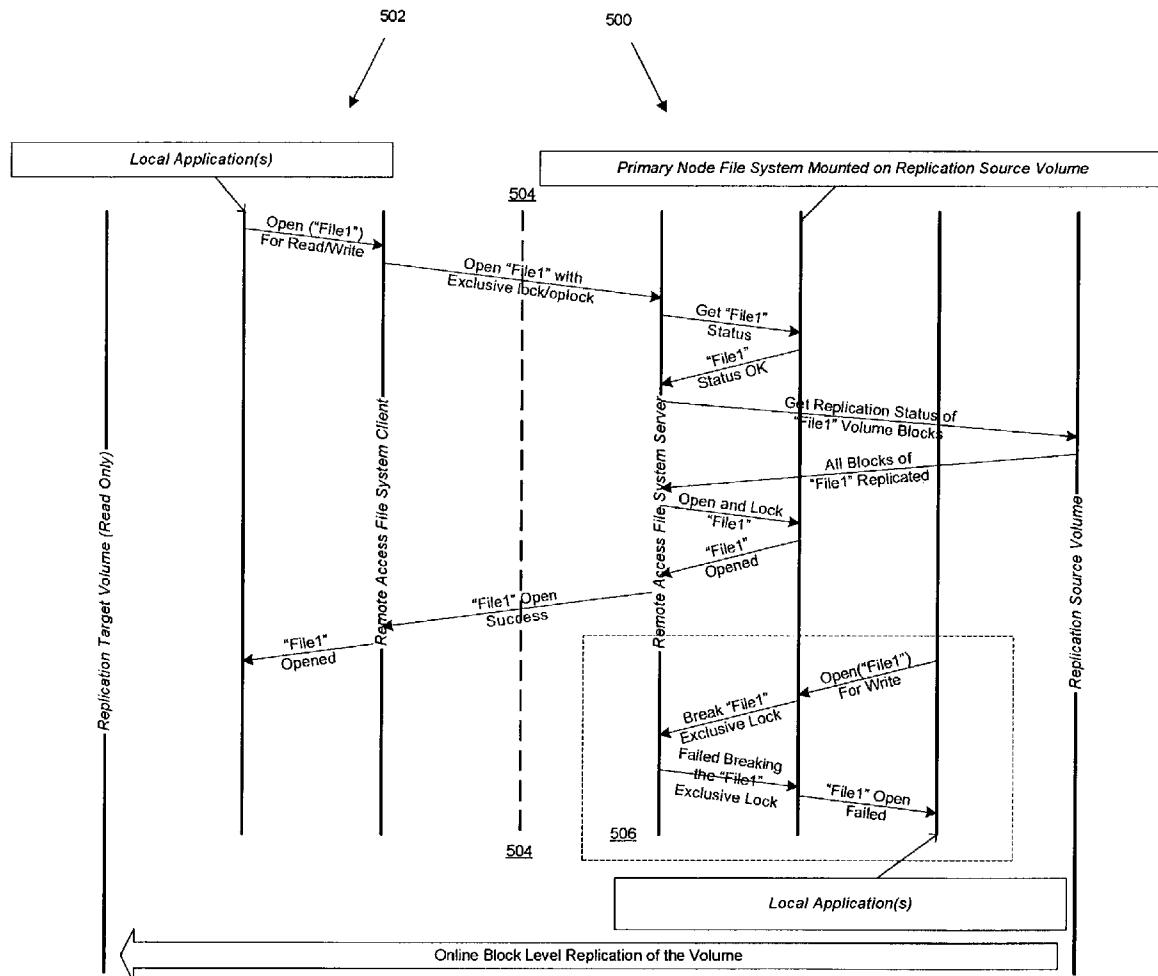 502
500
Local Application(s)
Primary Node File System Mounted on Replication Source Volume
504
Open ("File1")
For Read/Write
Open "File1" with
Exclusive lock/oplock
Get "File1"
Status
"File1"
Status OK
Get Replication Status of
"File1" Volume Blocks
All Blocks of
"File1" Replicated
Open and Lock
"File1"
"File1"
Opened
"File1" Open
Success
"File1"
Opened
Replication Target Volume (Read Only)
Remote Access File System Client
Remote Access File System Server
Replication Source Volume
Open("File1")
For Write
Break "File1"
Exclusive Lock
Failed Breaking
the "File1"
Exclusive Lock
"File1" Open
Failed
506
504
Local Application(s)
Online Block Level Replication of the Volume